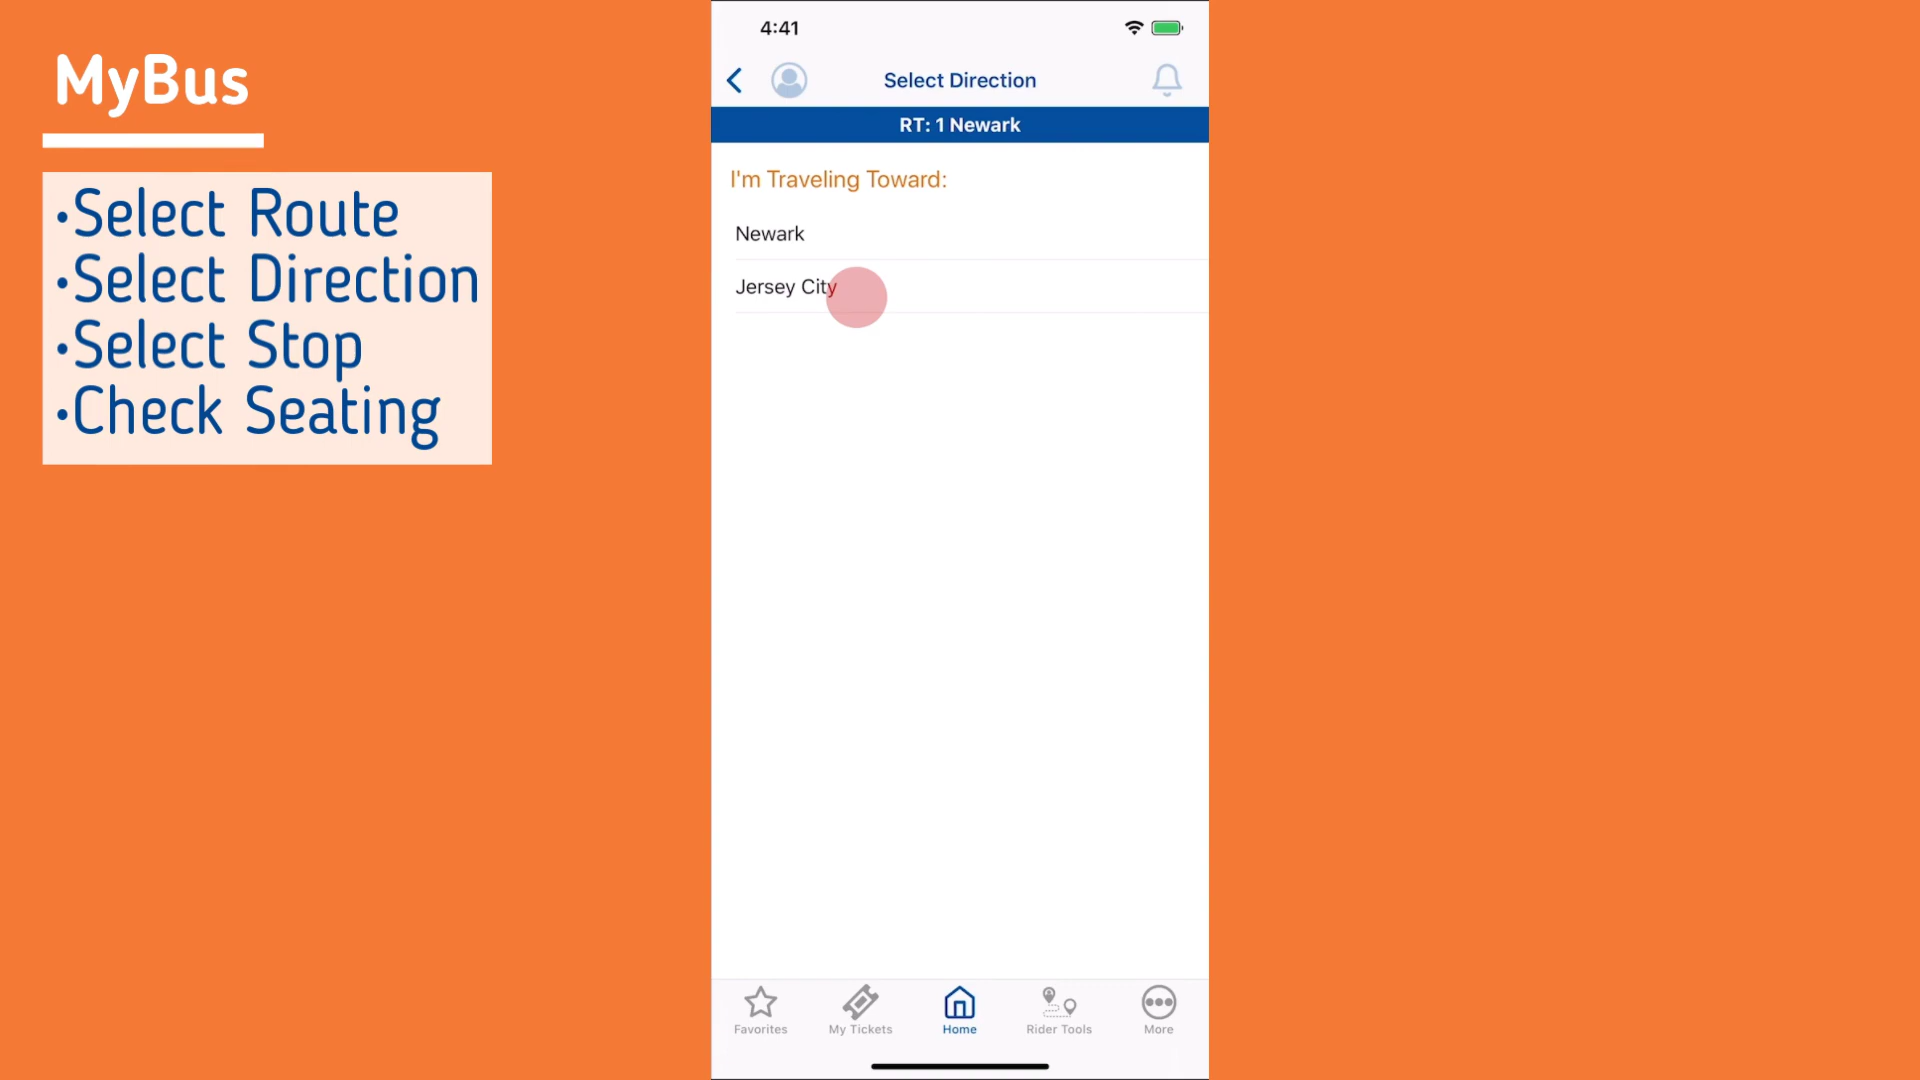 MyBus
•Select Route
•Select Direction
•Select Stop
•Check Seating
4:41
Select Direction
RT: 1 Newark
I'm Traveling Toward:
Newark
Jersey City
Favorites
My Tickets
Home
Rider Tools
More